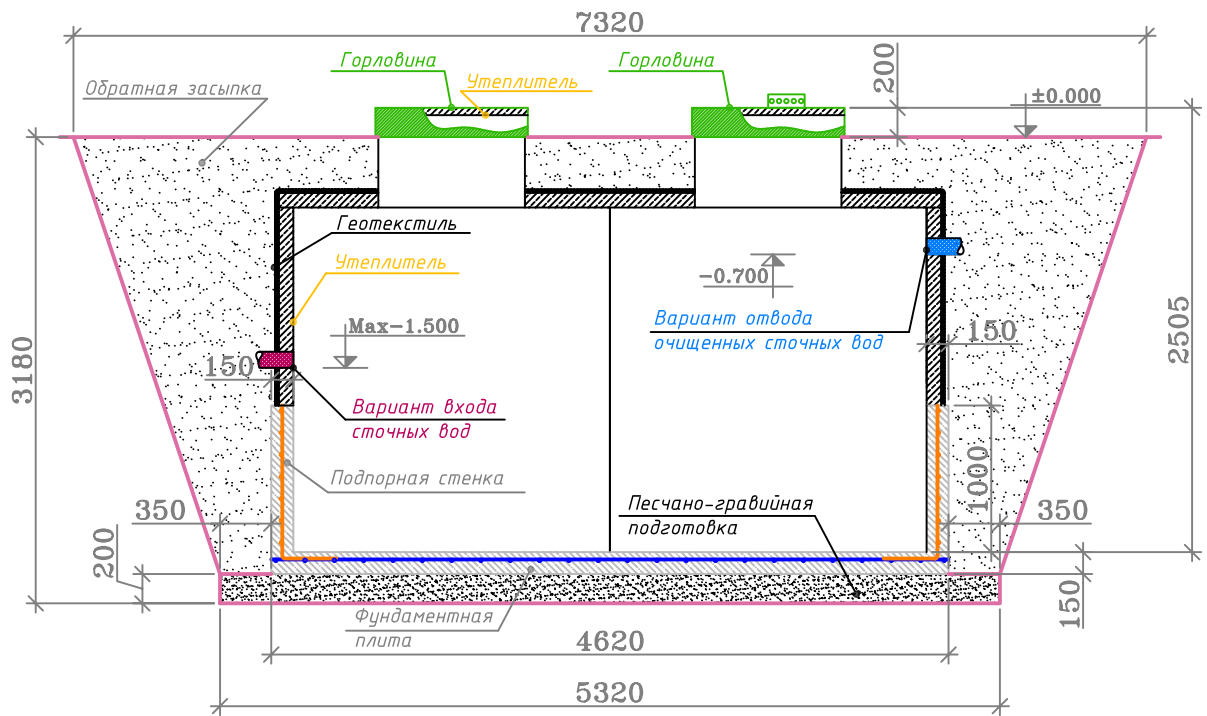 7320
Горловина
Горловина
200
Обратная засыпка
Утеплитель
±0.000
Геотекстиль
Утеплитель
-0.700
Max-1.500
Вариант отвода
очищенных сточных вод
150
2505
3180
150
Вариант входа
сточных вод
Подпорная стенка
1000
350
Песчано-гравийная
подготовка
350
200
150
Фундаментная
плита
4620
5320